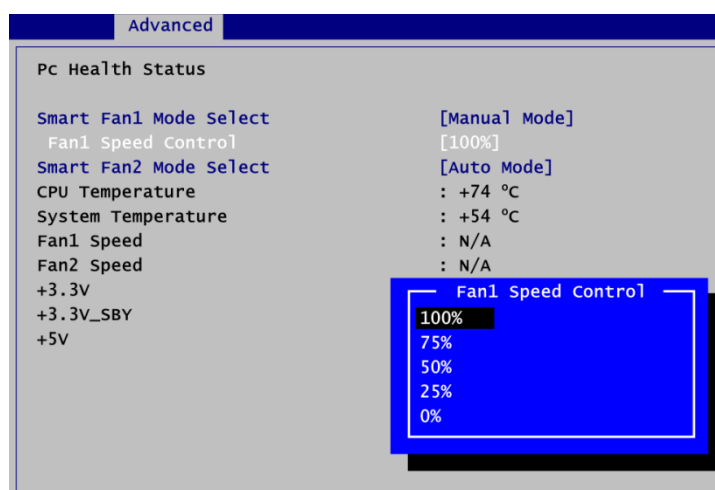 Advanced
Pc Health Status
Smart Fan1 Mode Select [Manual Mode]
Fan1 Speed Control [100%]
Smart Fan2 Mode Select [Auto Mode]
CPU Temperature : +74 ºC
System Temperature : +54 ºC
Fan1 Speed : N/A
Fan2 Speed : N/A
+3.3V
+3.3V_SBY
+5V
Fan1 Speed Control
100%
75%
50%
25%
0%